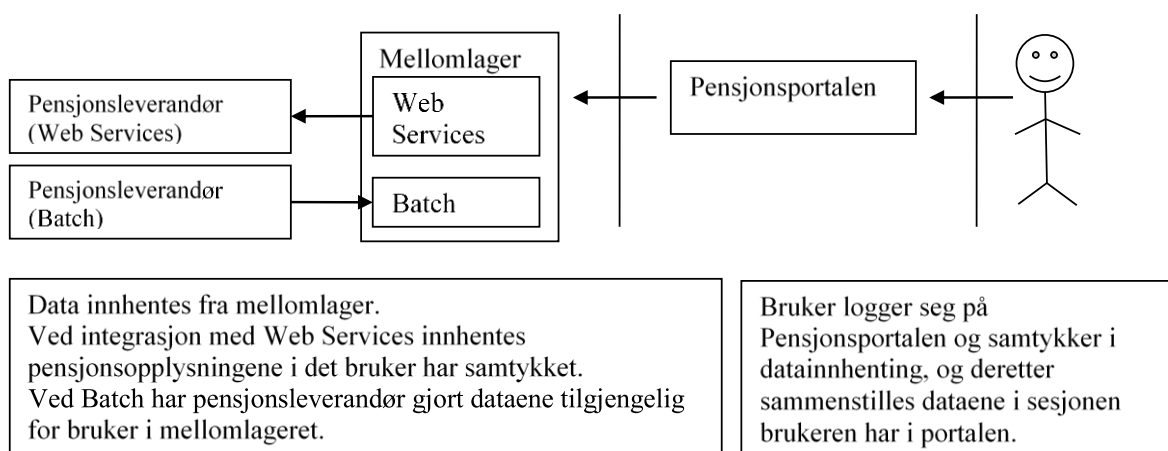 Mellomlager
Pensjonsleverandør
(Web Services)
Web
Services
Pensjonsportalen
Pensjonsleverandør
(Batch)
Batch
Data innhentes fra mellomlager.
Ved integrasjon med Web Services innhentes
pensjonsopplysningene i det bruker har samtykket.
Ved Batch har pensjonsleverandør gjort dataene tilgjengelig
for bruker i mellomlageret.
Bruker logger seg på
Pensjonsportalen og samtykker i
datainnhenting, og deretter
sammenstilles dataene i sesjonen
brukeren har i portalen.